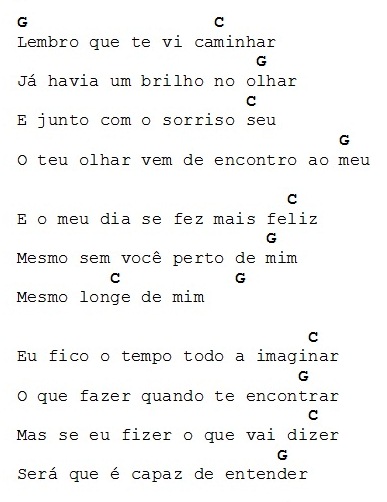 G                  C
Lembro que te vi caminhar
                       G
Já havia um brilho no olhar
                      C
E junto com o sorriso seu
                               G
O teu olhar vem de encontro ao meu

                          C
E o meu dia se fez mais feliz
                        G
Mesmo sem você perto de mim
         C           G
Mesmo longe de mim

                            C
Eu fico o tempo todo a imaginar
                           G
O que fazer quando te encontrar
                            C
Mas se eu fizer o que vai dizer
                         G
Será que é capaz de entender